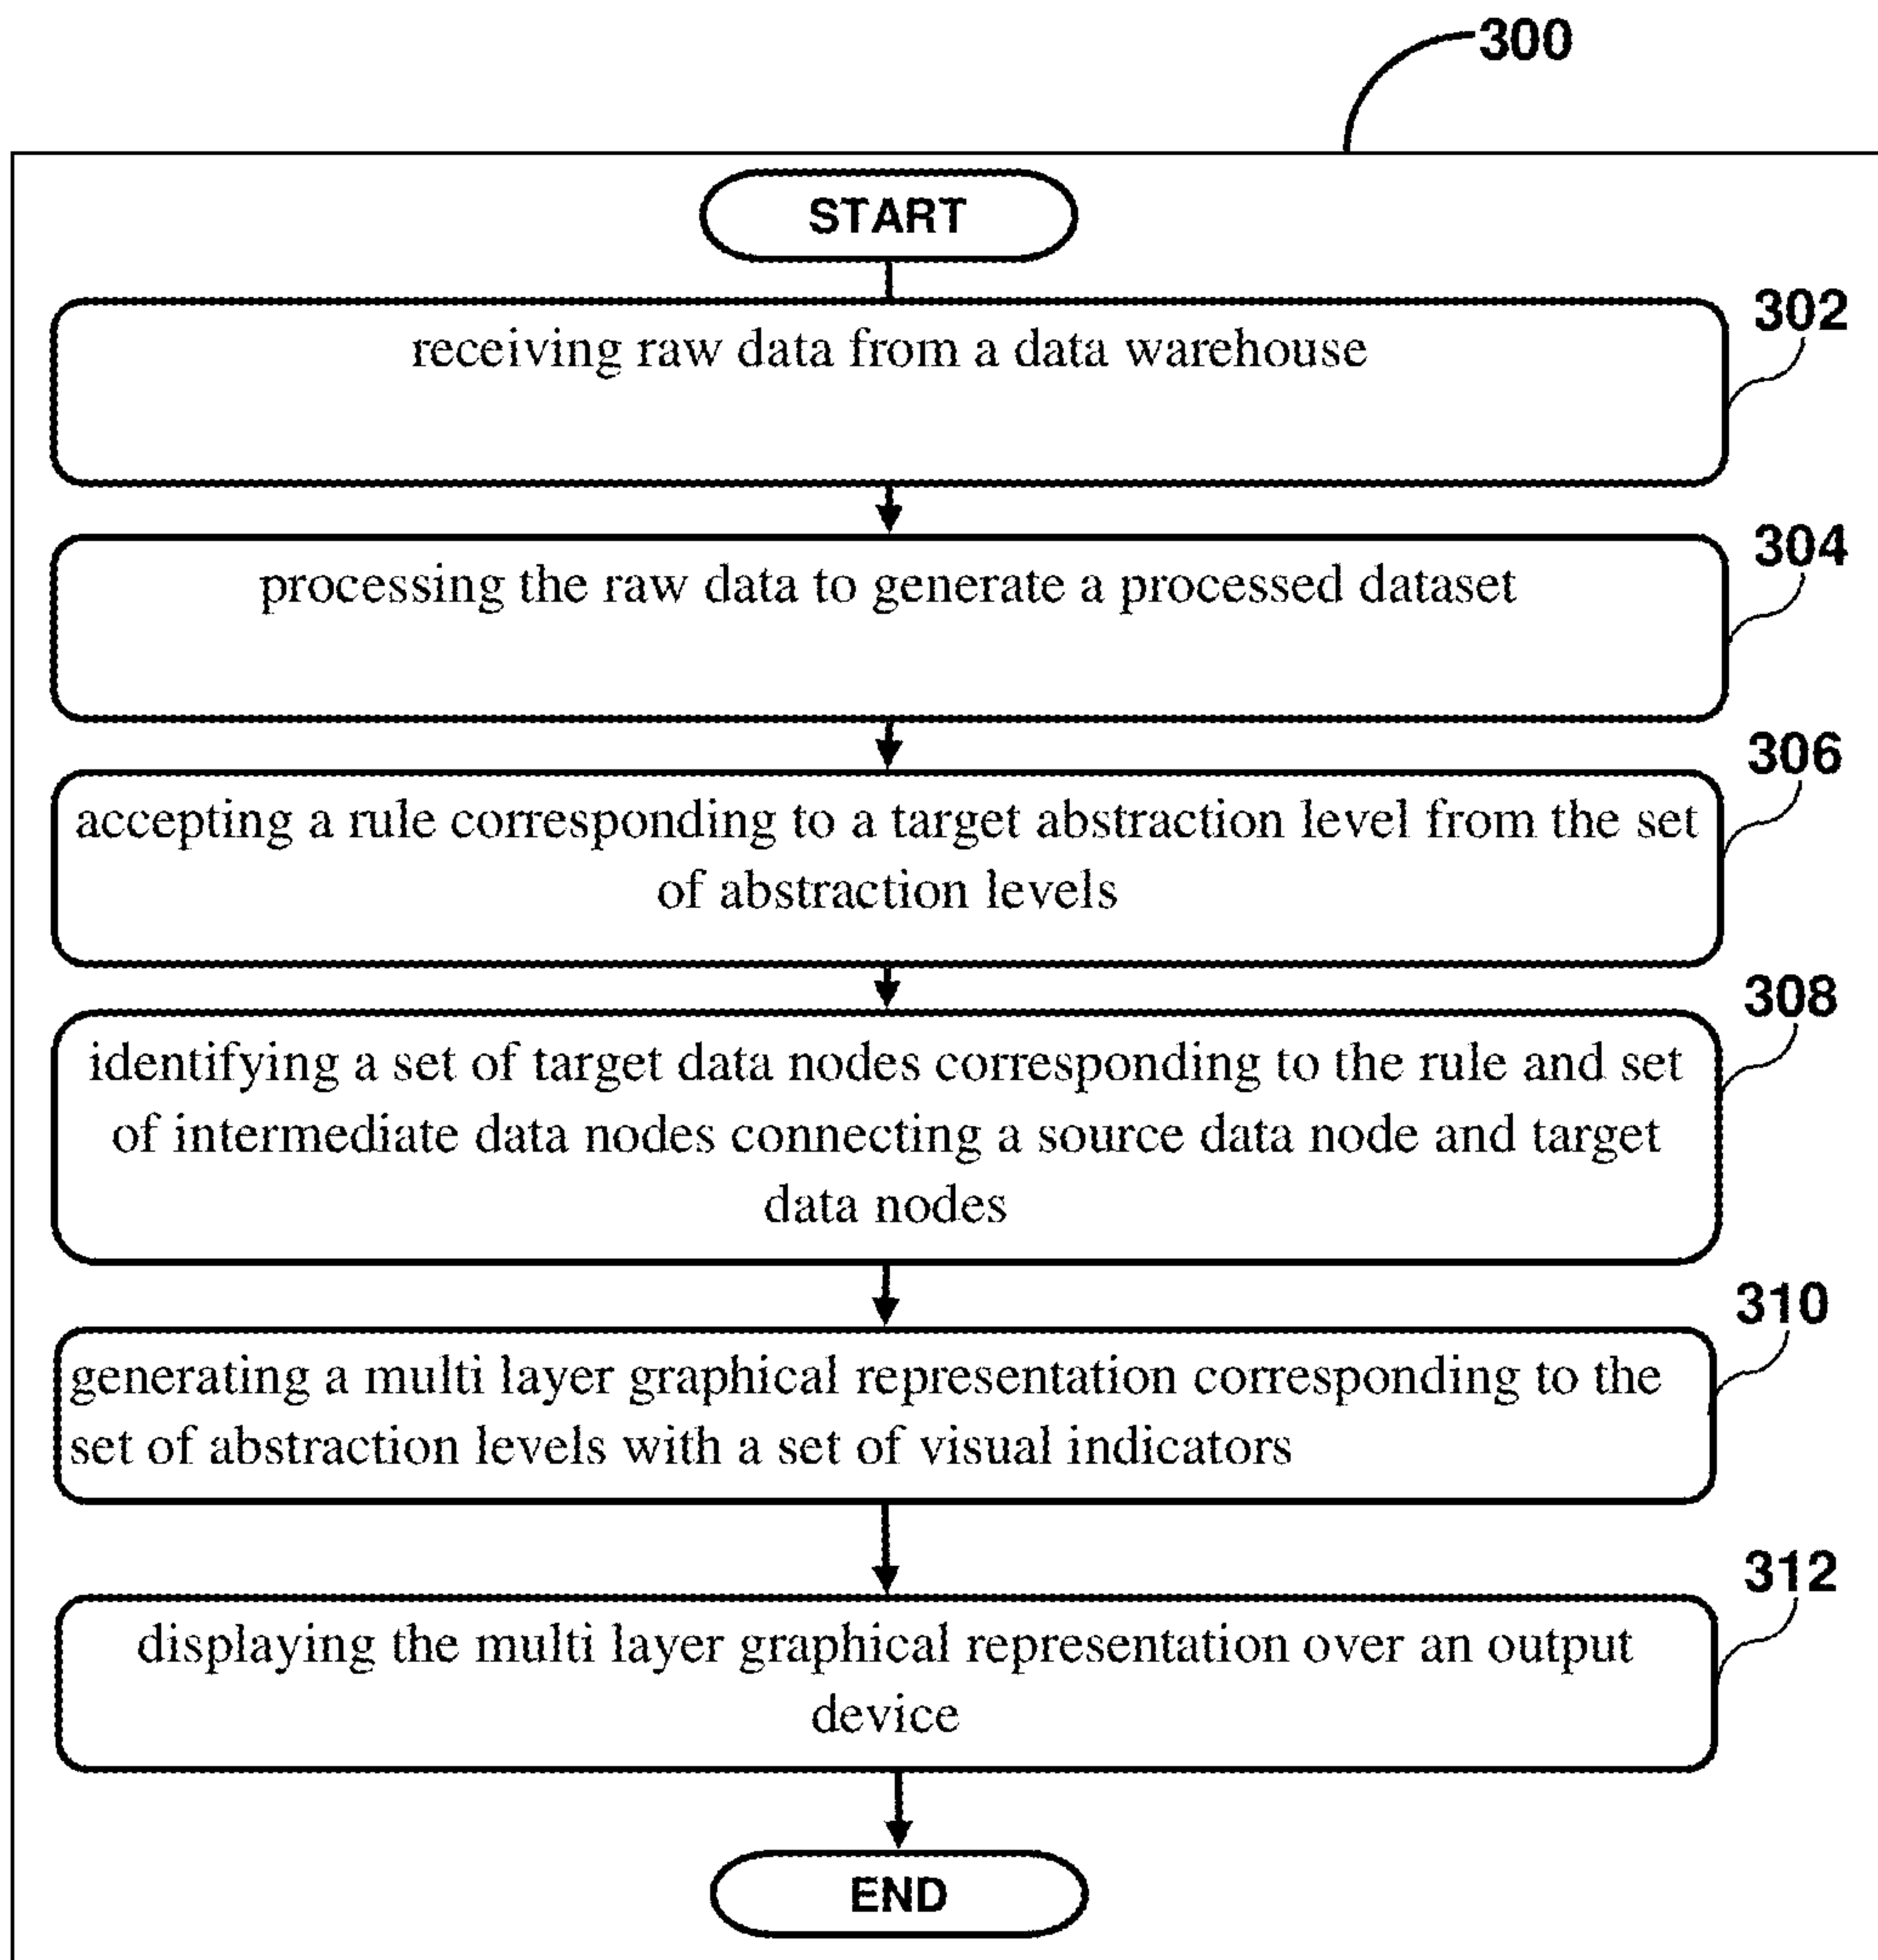 300
START
302
receiving raw data from a data warehouse
304
processing the raw data to generate a processed dataset
306
accepting a rule corresponding to a target abstraction level from the set
of abstraction levels
308
identifying a set of target data nodes corresponding to the rule and set
of intermediate data nodes connecting a source data node and target
data nodes
310
generating a multi layer graphical representation corresponding to the
set of abstraction levels with a set of visual indicators
312
displaying the multi layer graphical representation over an output
device
END